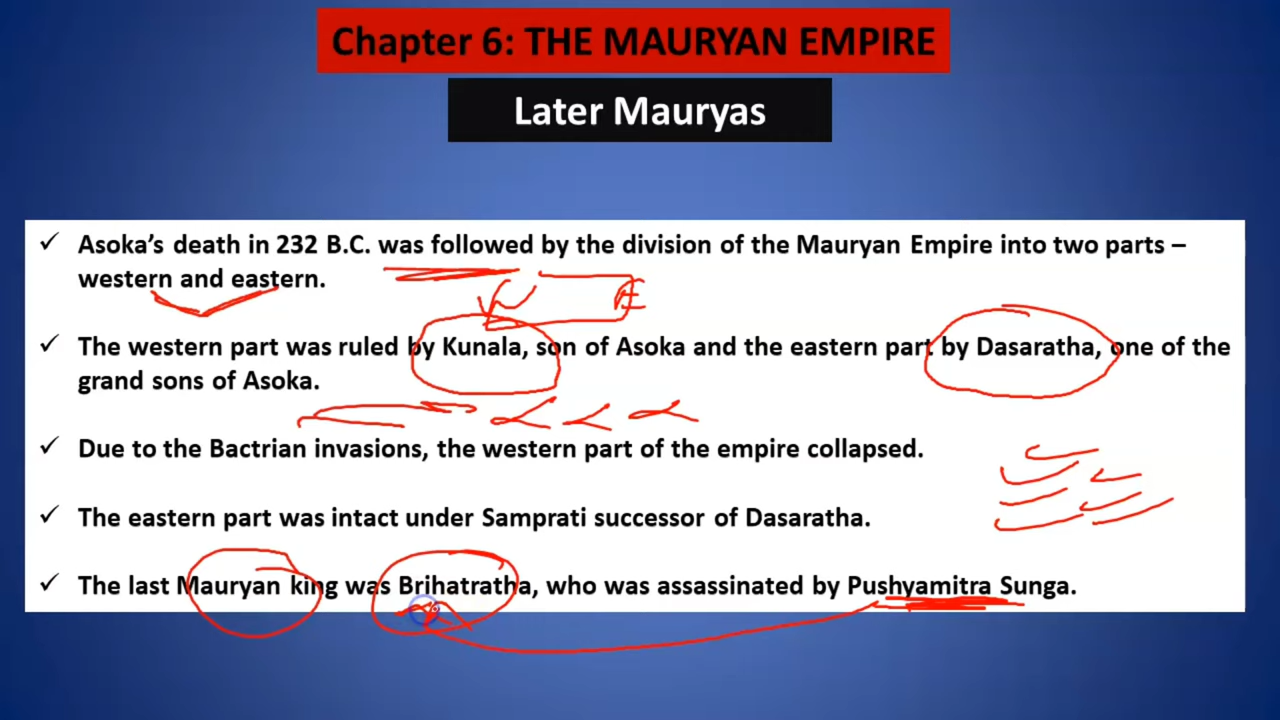 Chapter 6: THE MAURYAN EMPIRE
Later Mauryas
✓ Asoka's death in 232 B.C. was followed by the division of the Mauryan Empire into two parts –
western and eastern.
W E
✓ The western part was ruled by Kunala, son of Asoka and the eastern part by Dasaratha, one of the
grand sons of Asoka.
✓ Due to the Bactrian invasions, the western part of the empire collapsed.
✓ The eastern part was intact under Samprati successor of Dasaratha.
✓ The last Mauryan king was Brihatratha, who was assassinated by Pushyamitra Sunga.